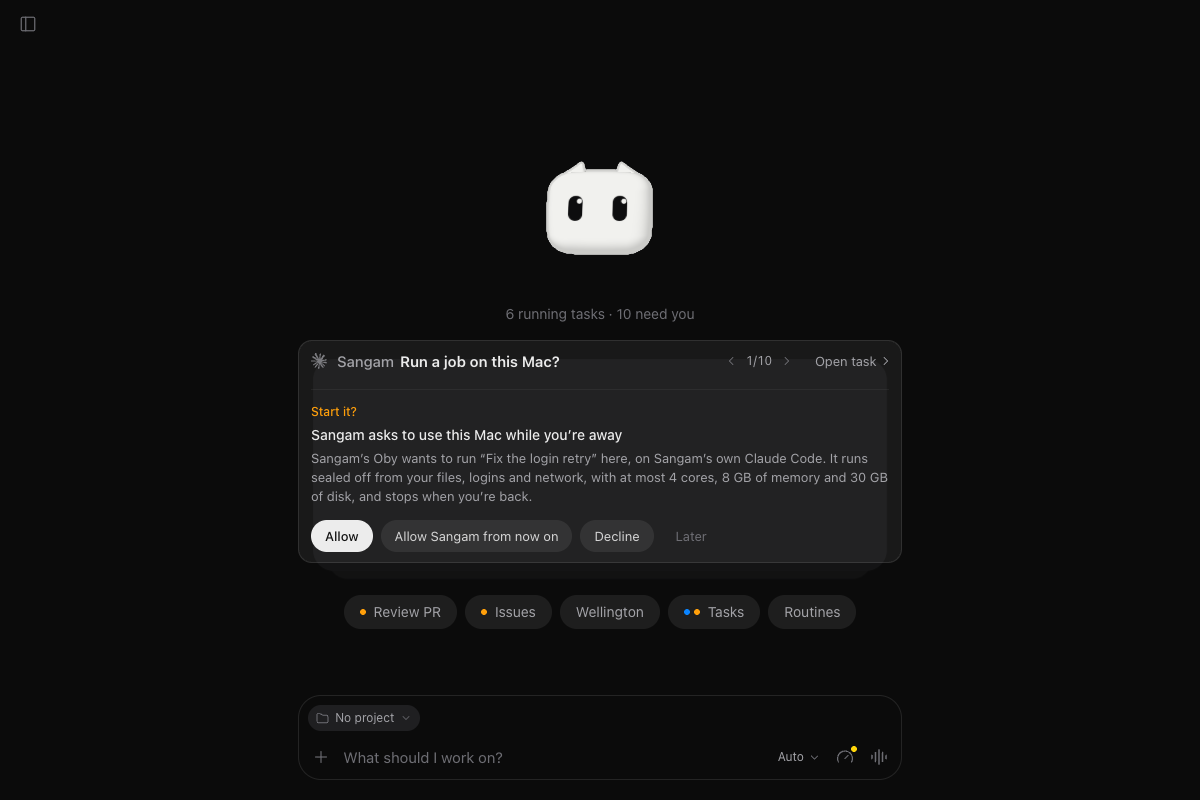 6 running tasks · 10 need you
Sangam Run a job on this Mac? 1/10 Open task
Start it?
Sangam asks to use this Mac while you’re away
Sangam’s Oby wants to run “Fix the login retry” here, on Sangam’s own Claude Code. It runs
sealed off from your files, logins and network, with at most 4 cores, 8 GB of memory and 30 GB
of disk, and stops when you’re back.
Allow Allow Sangam from now on Decline Later
Review PR Issues Wellington Tasks Routines
No project
What should I work on? Auto